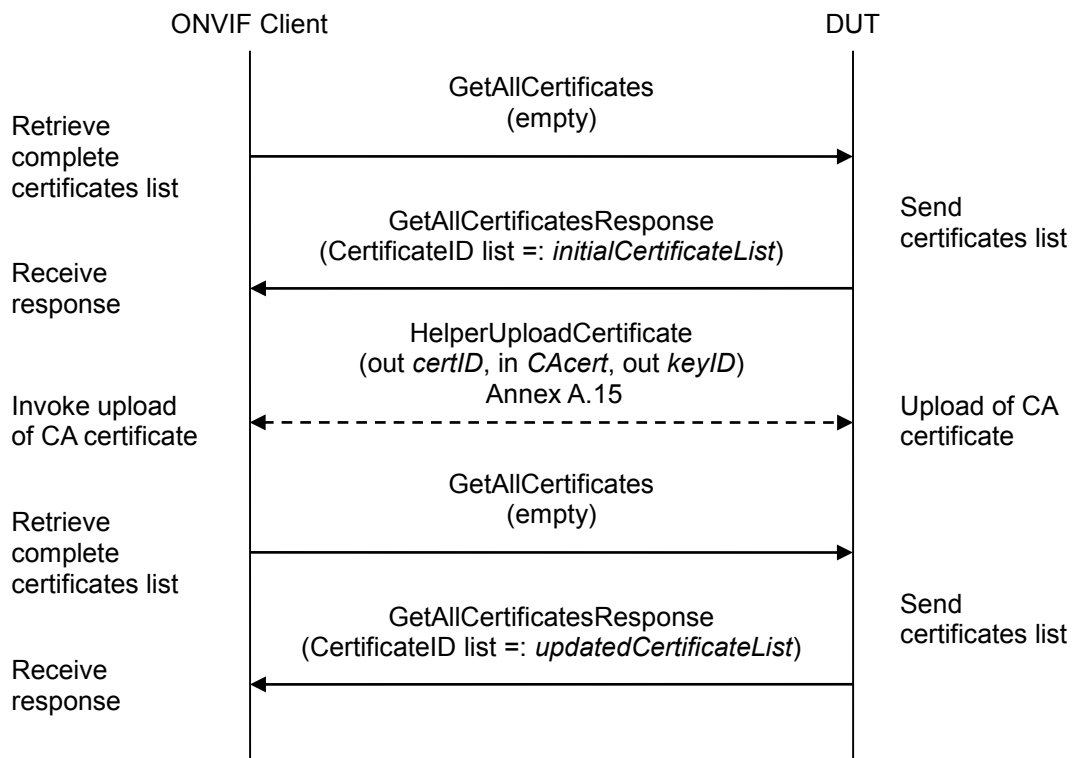 ONVIF Client
DUT
GetAllCertificates
(empty)
Retrieve
complete
certificates list
GetAllCertificatesResponse
(CertificateID list =: initialCertificateList)
Send
certificates list
Receive
response
HelperUploadCertificate
(out certID, in CAcert, out keyID)
Annex A.15
Invoke upload
of CA certificate
Upload of CA
certificate
GetAllCertificates
(empty)
Retrieve
complete
certificates list
GetAllCertificatesResponse
(CertificateID list =: updatedCertificateList)
Send
certificates list
Receive
response